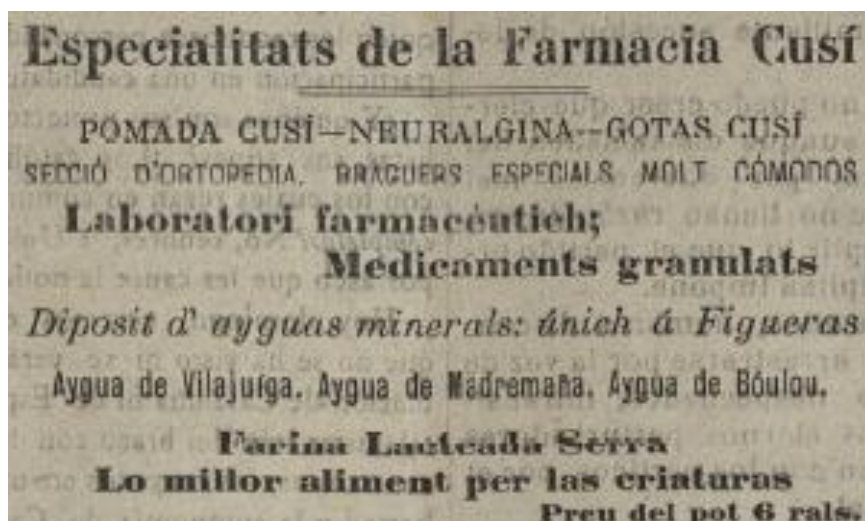 Especialitats de la Farmacia Cusí
POMADA CUSÍ—NEURALGINA--GOTAS CUSÍ
SECCIÓ D'ORTOPEDIA. BRAGUERS ESPECIALS MOLT CÓMODOS
Laboratori farmacéutich;
Medicaments granulats
Diposit d' ayguas minerals: únich á Figueras
Aygua de Vilajuíga. Aygua de Madremaña. Aygua de Bóulou.
Farina Lacteada Serra
Lo millor aliment per las criaturas
Preu del pot 6 rals.